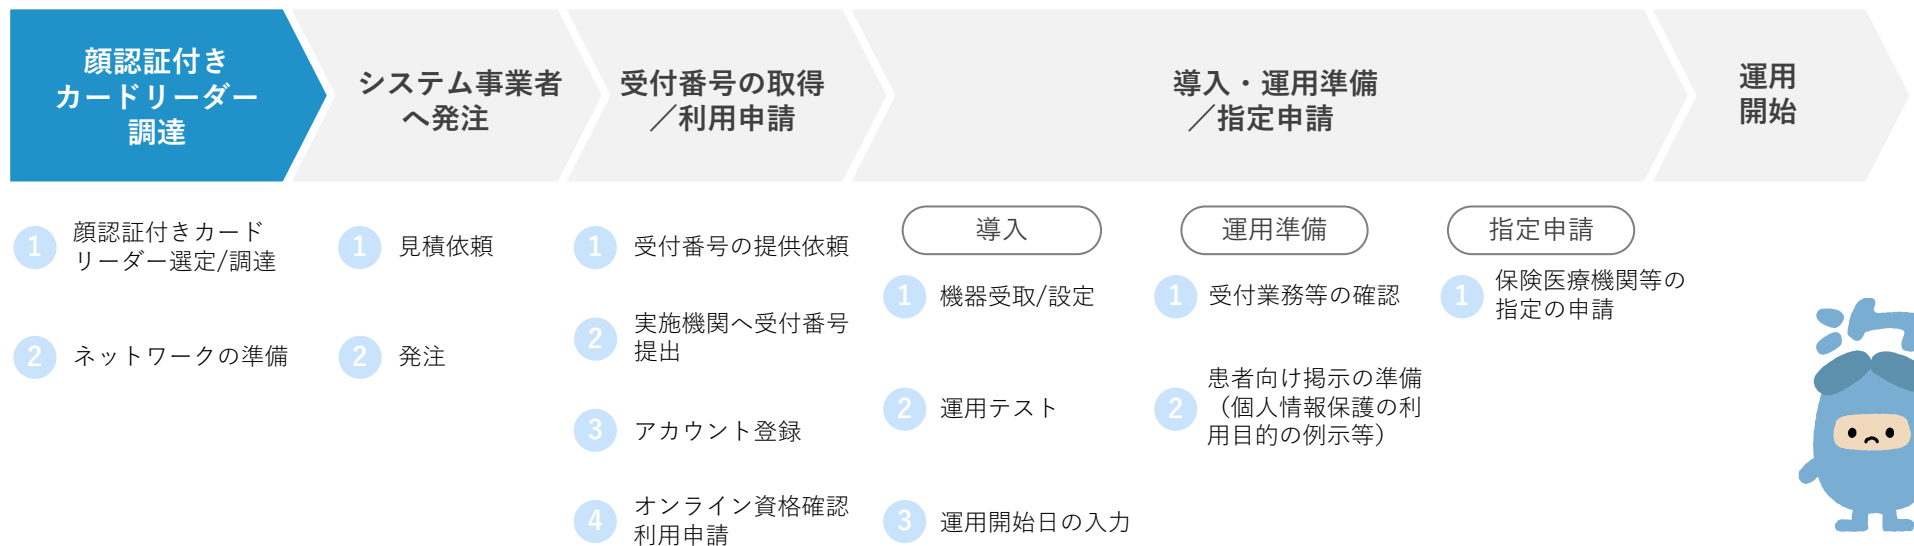 顔認証付き
カードリーダー
調達
システム事業者
へ発注
受付番号の取得
／利用申請
導入・運用準備
／指定申請
運用
開始
1 顔認証付きカード
リーダー選定/調達
2 ネットワークの準備
1 見積依頼
2 発注
1 受付番号の提供依頼
2 実施機関へ受付番号
提出
3 アカウント登録
4 オンライン資格確認
利用申請
導入
1 機器受取/設定
2 運用テスト
3 運用開始日の入力
運用準備
1 受付業務等の確認
2 患者向け掲示の準備
（個人情報保護の利
用目的の例示等）
指定申請
1 保険医療機関等の
指定の申請